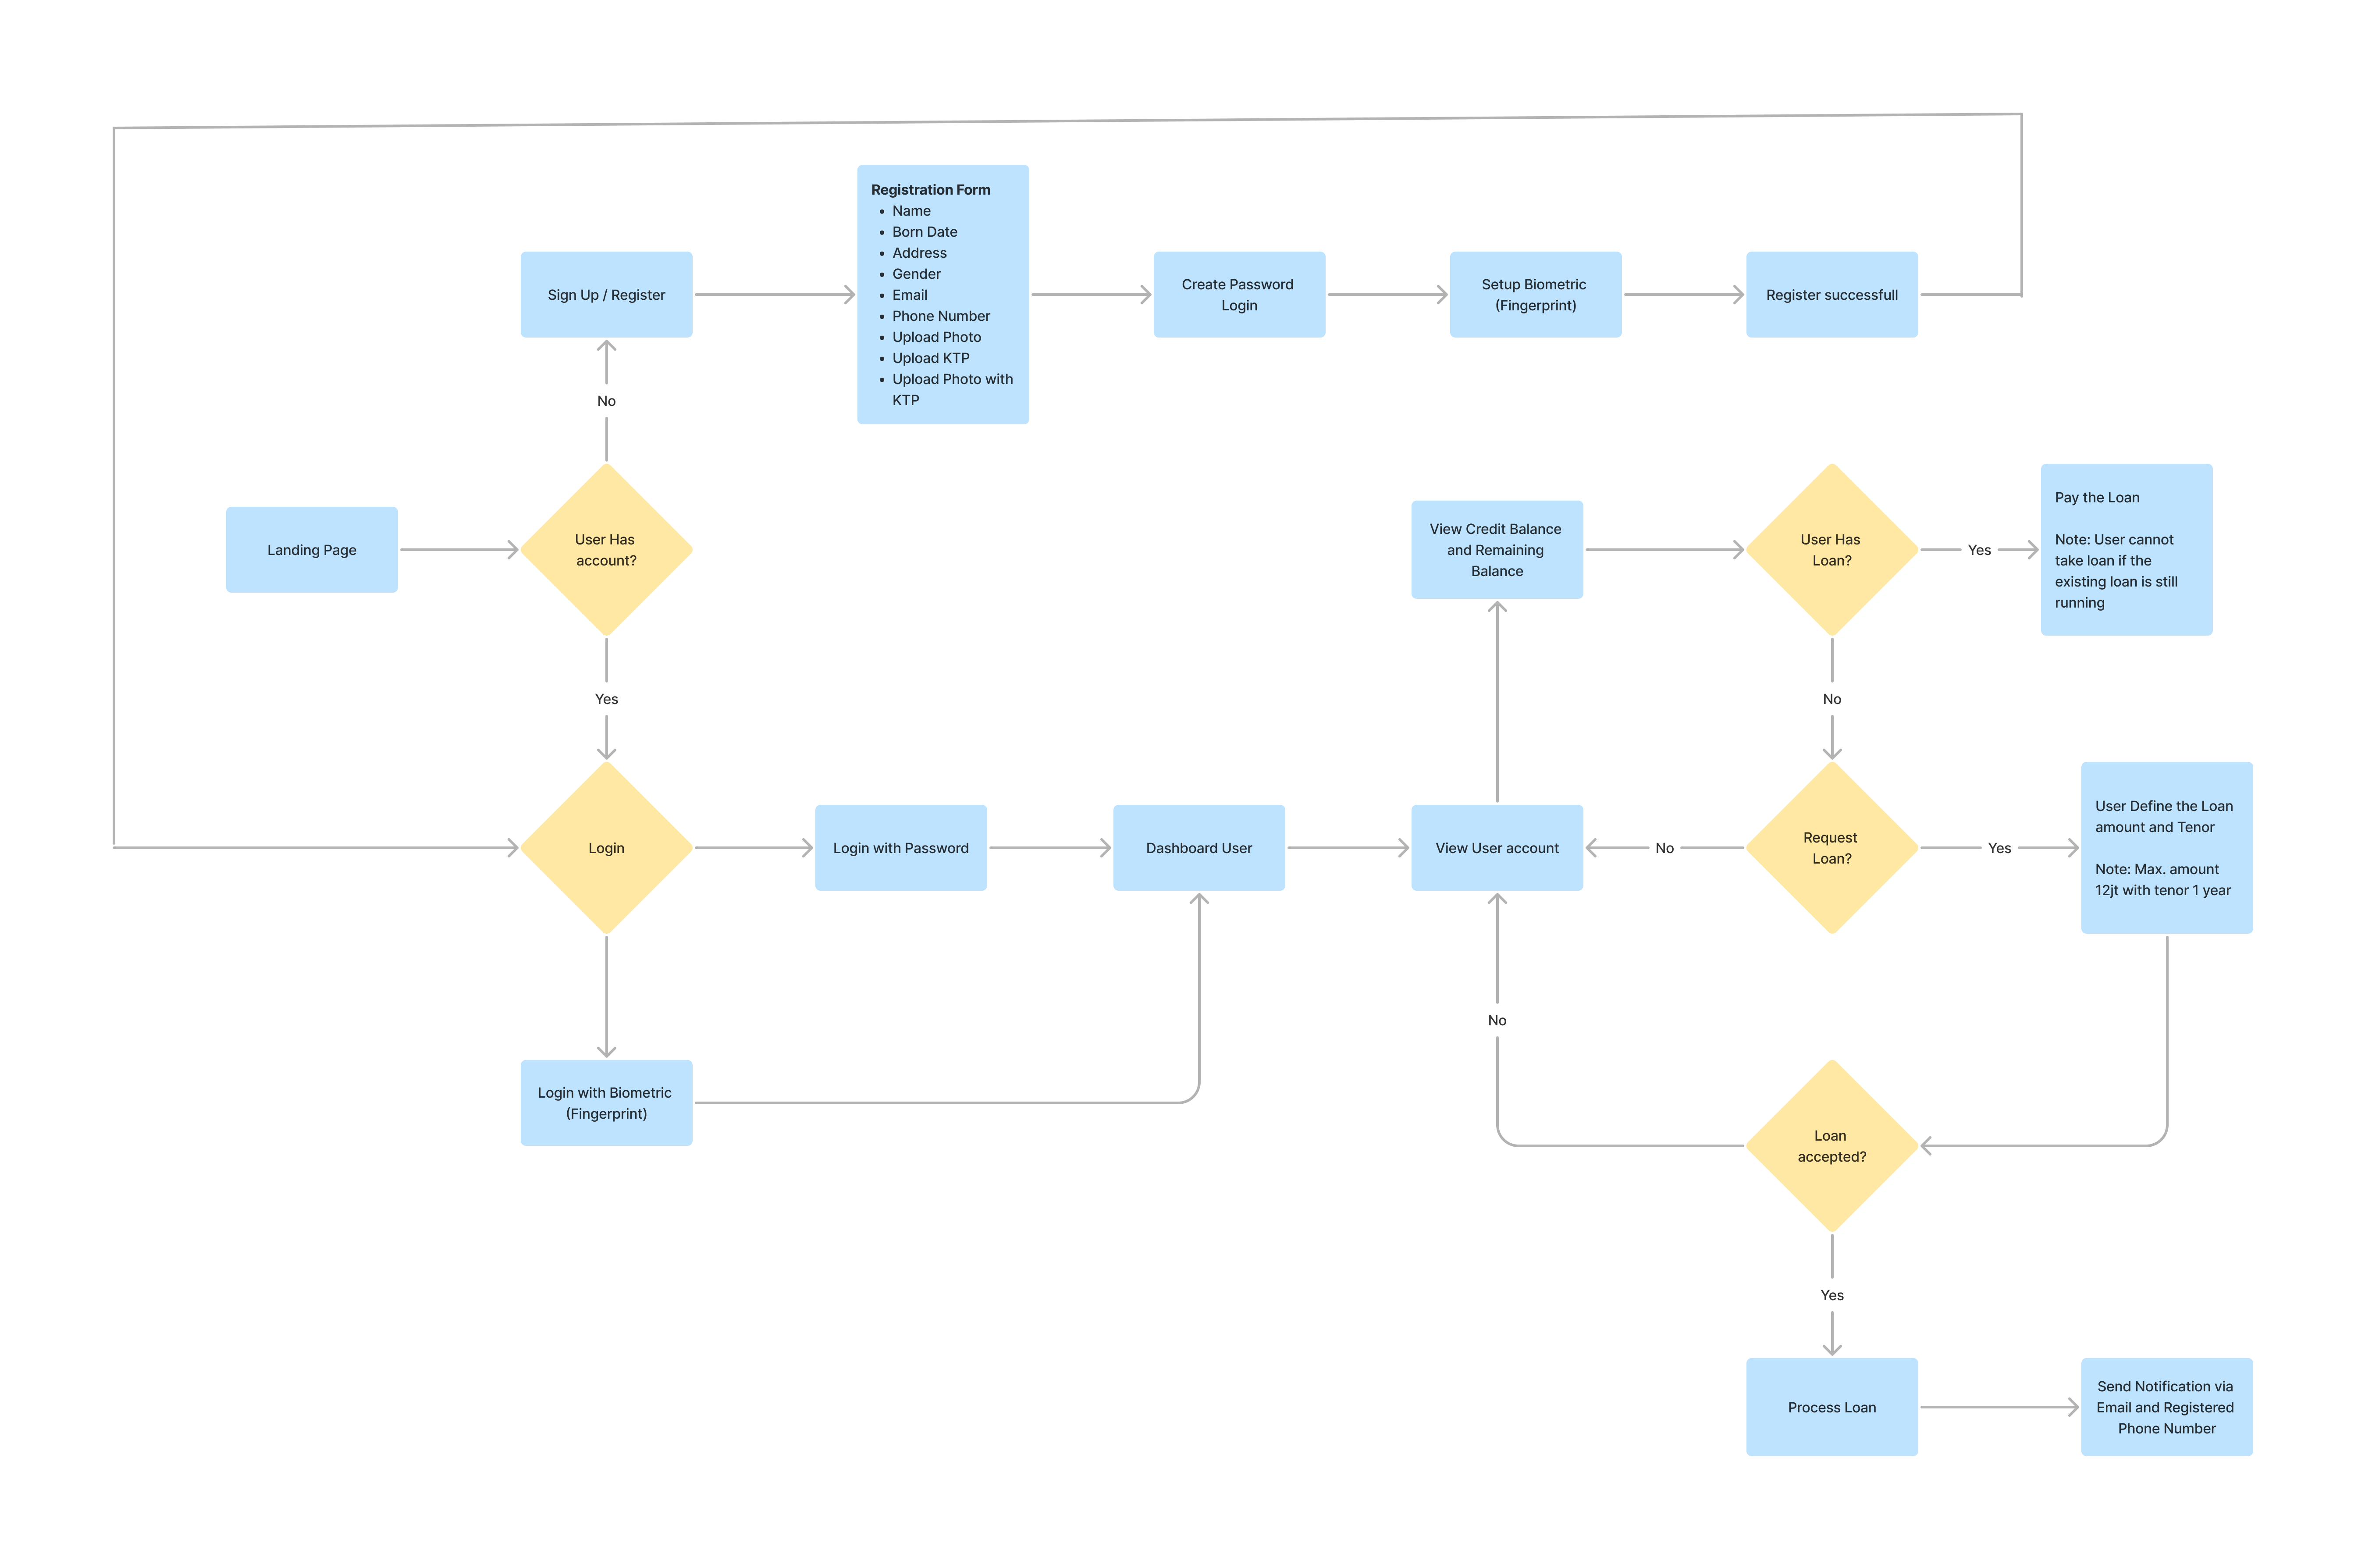 Registration Form
Name
Born Date
Address
Gender
Email
Phone Number
Upload Photo
Upload KTP
Upload Photo with
KTP
Sign Up / Register
Create Password
Login
Setup Biometric
(Fingerprint)
Register successfull
No
Landing Page
User Has
account?
View Credit Balance
and Remaining
Balance
User Has
Loan?
Yes
Pay the Loan
Note: User cannot
take loan if the
existing loan is still
running
Yes
No
Login
Login with Password
Dashboard User
View User account
No
Request
Loan?
Yes
User Define the Loan
amount and Tenor
Note: Max. amount
12jt with tenor 1 year
No
Login with Biometric
(Fingerprint)
Loan
accepted?
Yes
Process Loan
Send Notification via
Email and Registered
Phone Number